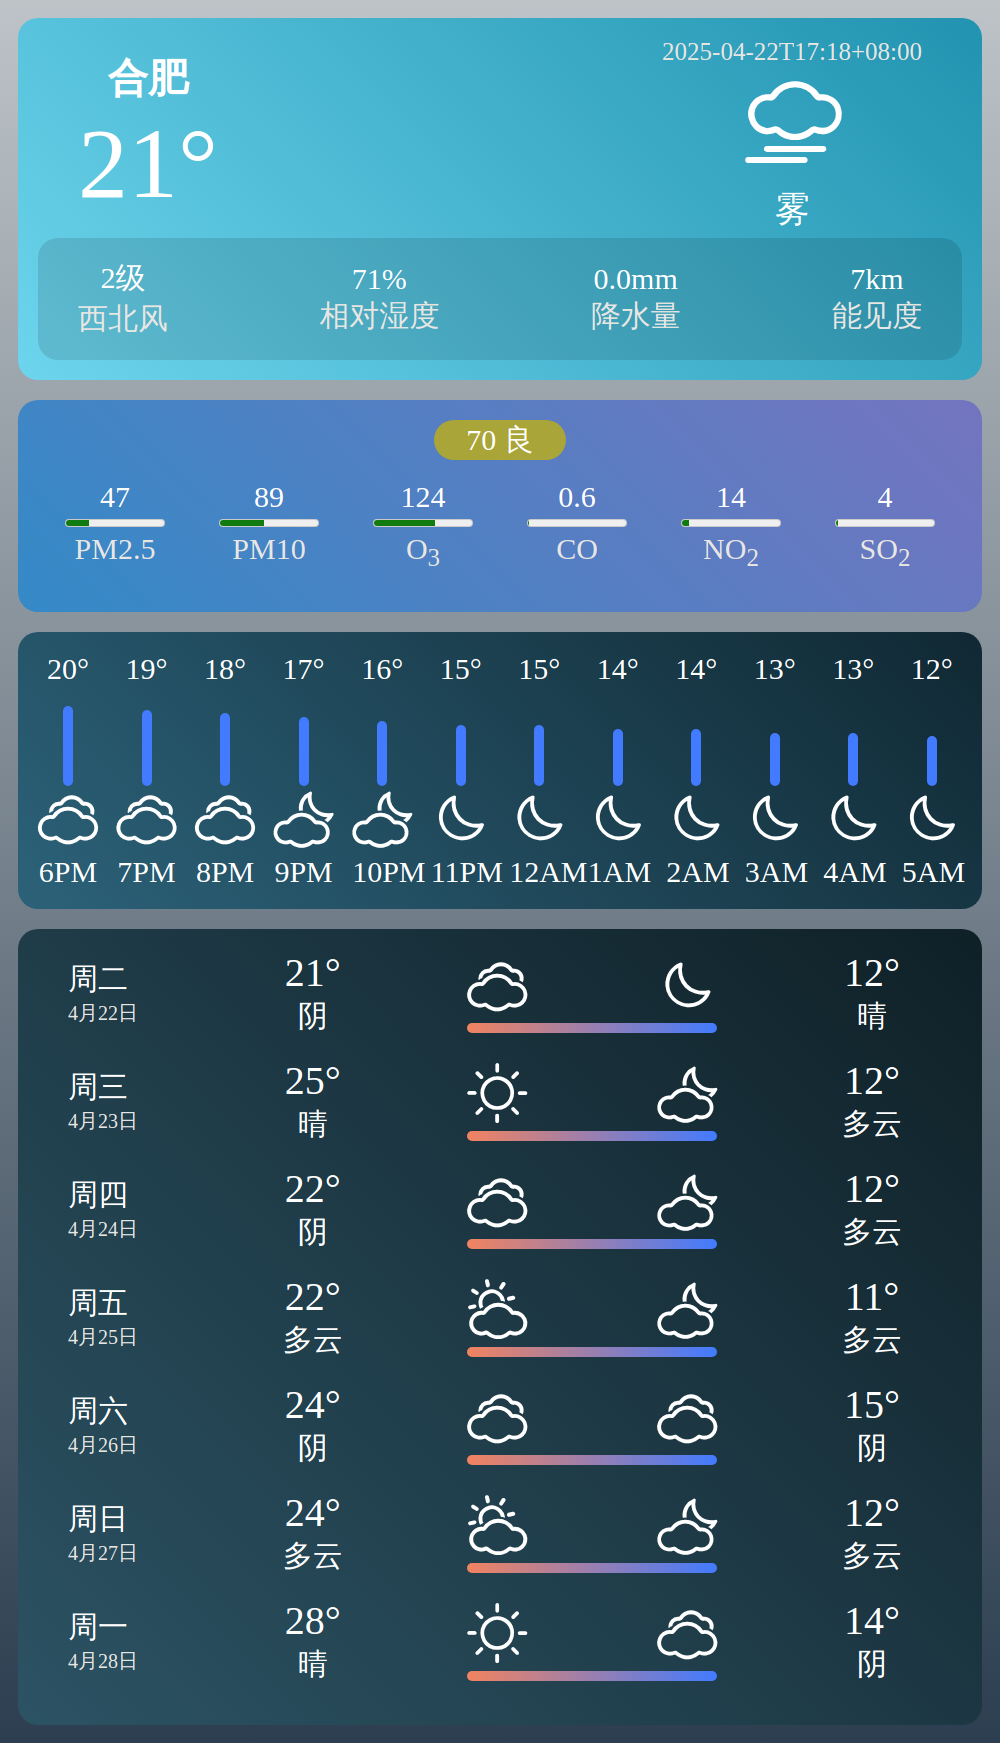 合肥
21°
2025-04-22T17:18+08:00
雾
2级 71% 0.0mm 7km
西北风 相对湿度 降水量 能见度
70 良
47 89 124 0.6 14 4
PM2.5 PM10 O3 CO NO2 SO2
20° 19° 18° 17° 16° 15° 15° 14° 14° 13° 13° 12°
6PM 7PM 8PM 9PM 10PM 11PM 12AM 1AM 2AM 3AM 4AM 5AM
周二 21° 12°
4月22日 阴 晴
周三 25° 12°
4月23日 晴 多云
周四 22° 12°
4月24日 阴 多云
周五 22° 11°
4月25日 多云 多云
周六 24° 15°
4月26日 阴 阴
周日 24° 12°
4月27日 多云 多云
周一 28° 14°
4月28日 晴 阴